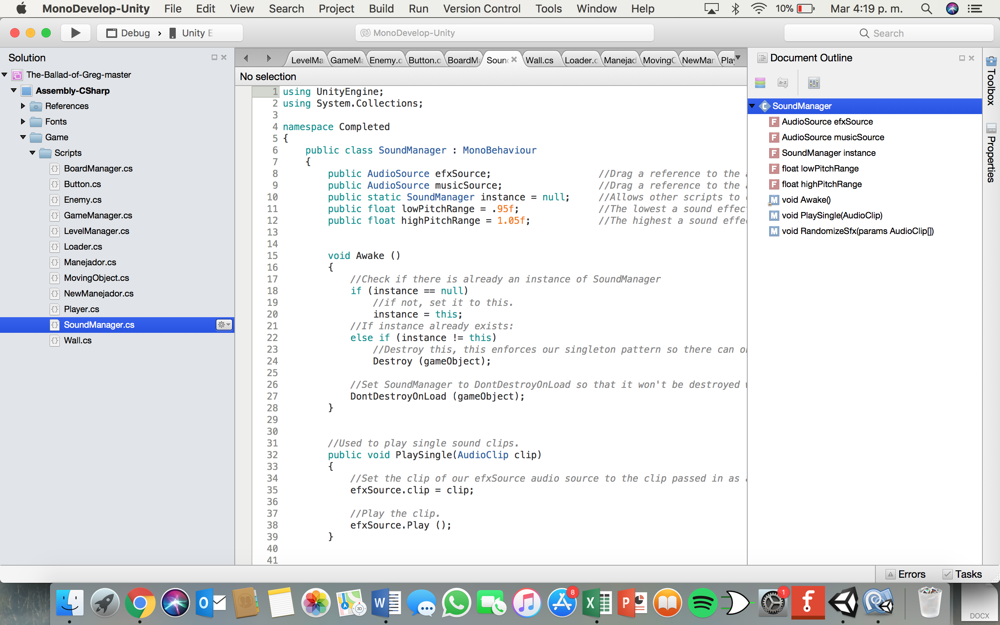 MonoDevelop-Unity File Edit View Search Project Build Run Version Control Tools Window Help 10% Mar 4:19 p. m.
Debug › Unity E
MonoDevelop-Unity
Search
Solution
The-Ballad-of-Greg-master
Assembly-CSharp
References
Fonts
Game
Scripts
BoardManager.cs
Button.cs
Enemy.cs
GameManager.cs
LevelManager.cs
Loader.cs
Manejador.cs
MovingObject.cs
NewManejador.cs
Player.cs
SoundManager.cs
Wall.cs
LevelMa GameMa Enemy.c Button.c BoardMa Soun Wall.cs Loader.c Manejad MovingO NewMan Play
No selection
1 using UnityEngine;
2 using System.Collections;
3
4 namespace Completed
5 {
6 public class SoundManager : MonoBehaviour
7 {
8 public AudioSource efxSource; //Drag a reference to the a
9 public AudioSource musicSource; //Drag a reference to the a
10 public static SoundManager instance = null; //Allows other scripts to
11 public float lowPitchRange = .95f; //The lowest a sound effec
12 public float highPitchRange = 1.05f; //The highest a sound effe
13
14
15 void Awake ()
16 {
17 //Check if there is already an instance of SoundManager
18 if (instance == null)
19 //if not, set it to this.
20 instance = this;
21 //If instance already exists:
22 else if (instance != this)
23 //Destroy this, this enforces our singleton pattern so there can o
24 Destroy (gameObject);
25
26 //Set SoundManager to DontDestroyOnLoad so that it won't be destroyed
27 DontDestroyOnLoad (gameObject);
28 }
29
30
31 //Used to play single sound clips.
32 public void PlaySingle(AudioClip clip)
33 {
34 //Set the clip of our efxSource audio source to the clip passed in as a
35 efxSource.clip = clip;
36
37 //Play the clip.
38 efxSource.Play ();
39 }
40
41
Document Outline
a-z
SoundManager
F AudioSource efxSource
F AudioSource musicSource
F SoundManager instance
F float lowPitchRange
F float highPitchRange
M void Awake()
M void PlaySingle(AudioClip)
M void RandomizeSfx(params AudioClip[])
Toolbox
Properties
Errors Tasks
8
1
3D
DOCX